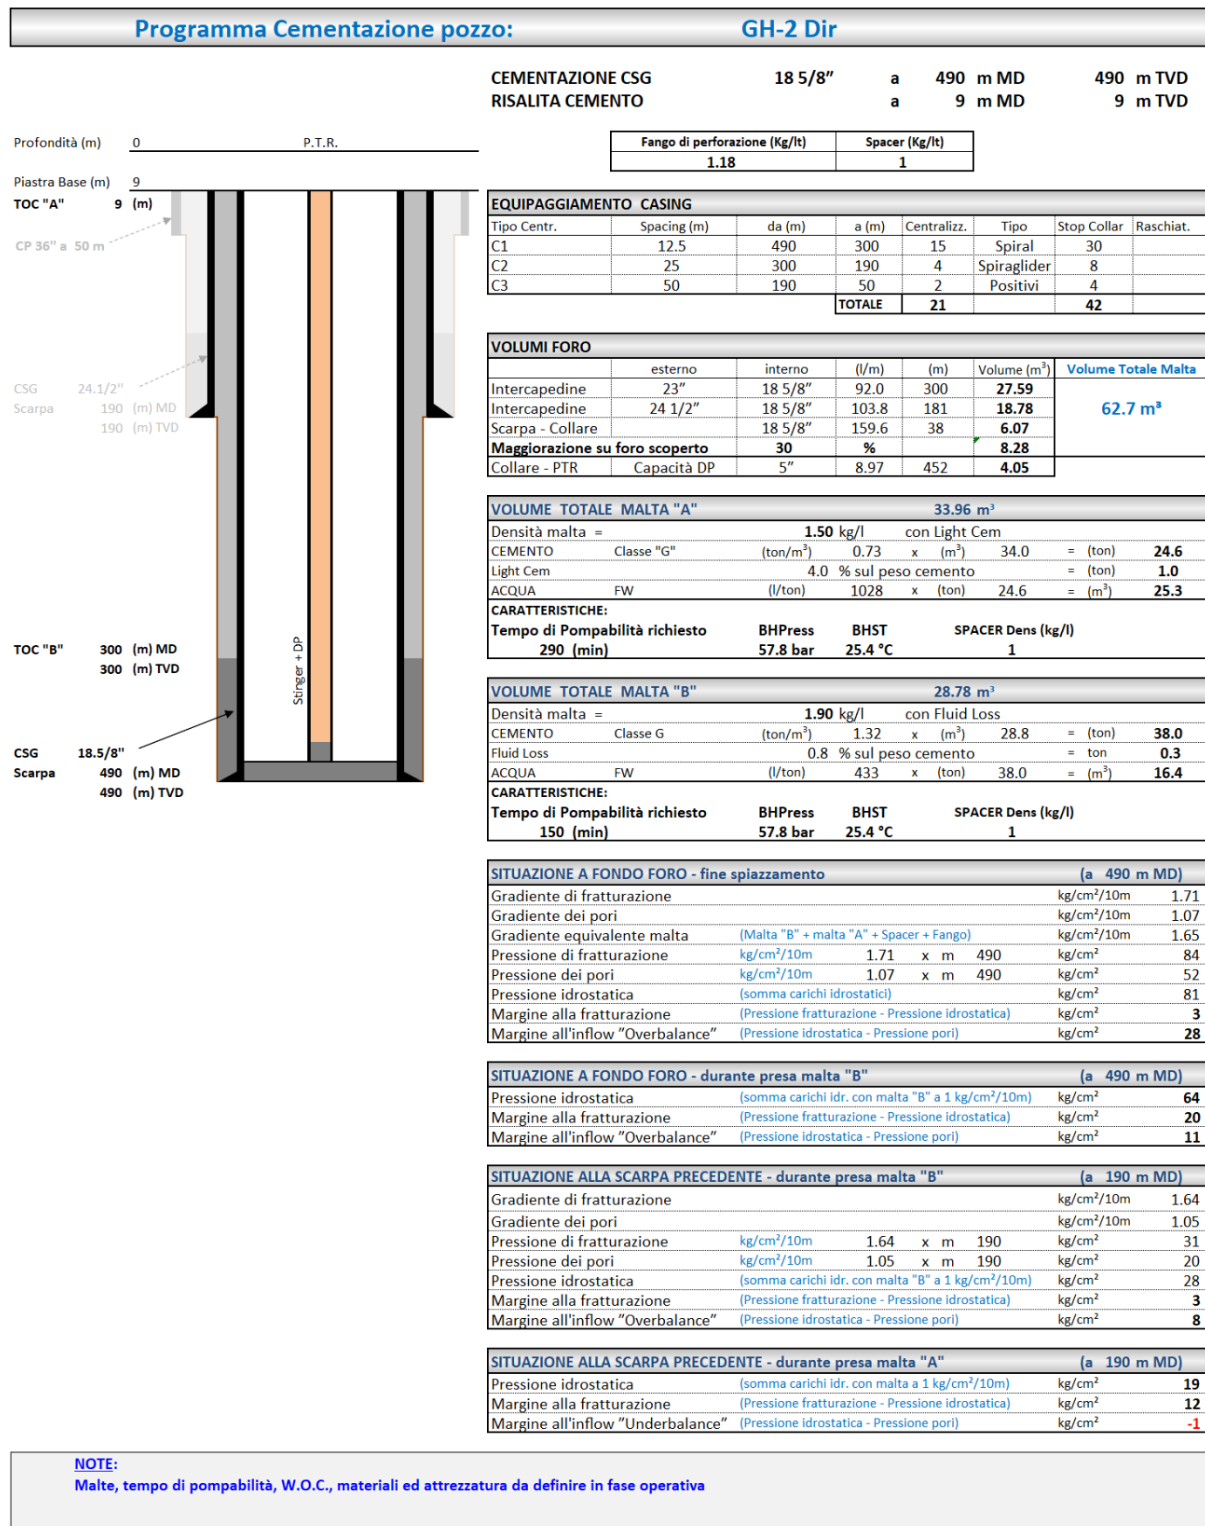 Programma Cementazione pozzo: GH-2 Dir
CEMENTAZIONE CSG 18 5/8” a 490 m MD 490 m TVD
RISALITA CEMENTO a 9 m MD 9 m TVD
Profondità (m) 0 P.T.R.
Piastra Base (m) 9
TOC "A" 9 (m)
CP 36" a 50 m
CSG 24.1/2"
Scarpa 190 (m) MD
190 (m) TVD
TOC "B" 300 (m) MD
300 (m) TVD
Stinger + DP
CSG 18.5/8"
Scarpa 490 (m) MD
490 (m) TVD
Fango di perforazione (Kg/lt) Spacer (Kg/lt)
1.18 1
EQUIPAGGIAMENTO CASING
Tipo Centr. Spacing (m) da (m) a (m) Centralizz. Tipo Stop Collar Raschiat.
C1 12.5 490 300 15 Spiral 30
C2 25 300 190 4 Spiraglider 8
C3 50 190 50 2 Positivi 4
TOTALE 21 42
VOLUMI FORO
esterno interno (l/m) (m) Volume (m³) Volume Totale Malta
Intercapedine 23” 18 5/8” 92.0 300 27.59
Intercapedine 24 1/2” 18 5/8” 103.8 181 18.78 62.7 m³
Scarpa - Collare 18 5/8” 159.6 38 6.07
Maggiorazione su foro scoperto 30 % 8.28
Collare - PTR Capacità DP 5” 8.97 452 4.05
VOLUME TOTALE MALTA "A" 33.96 m³
Densità malta = 1.50 kg/l con Light Cem
CEMENTO Classe "G" (ton/m³) 0.73 x (m³) 34.0 = (ton) 24.6
Light Cem 4.0 % sul peso cemento = (ton) 1.0
ACQUA FW (l/ton) 1028 x (ton) 24.6 = (m³) 25.3
CARATTERISTICHE:
Tempo di Pompabilità richiesto BHPress BHST SPACER Dens (kg/l)
290 (min) 57.8 bar 25.4 °C 1
VOLUME TOTALE MALTA "B" 28.78 m³
Densità malta = 1.90 kg/l con Fluid Loss
CEMENTO Classe G (ton/m³) 1.32 x (m³) 28.8 = (ton) 38.0
Fluid Loss 0.8 % sul peso cemento = ton 0.3
ACQUA FW (l/ton) 433 x (ton) 38.0 = (m³) 16.4
CARATTERISTICHE:
Tempo di Pompabilità richiesto BHPress BHST SPACER Dens (kg/l)
150 (min) 57.8 bar 25.4 °C 1
SITUAZIONE A FONDO FORO - fine spiazzamento (a 490 m MD)
Gradiente di fratturazione kg/cm²/10m 1.71
Gradiente dei pori kg/cm²/10m 1.07
Gradiente equivalente malta (Malta "B" + malta "A" + Spacer + Fango) kg/cm²/10m 1.65
Pressione di fratturazione kg/cm²/10m 1.71 x m 490 kg/cm² 84
Pressione dei pori kg/cm²/10m 1.07 x m 490 kg/cm² 52
Pressione idrostatica (somma carichi idrostatici) kg/cm² 81
Margine alla fratturazione (Pressione fratturazione - Pressione idrostatica) kg/cm² 3
Margine all'inflow ”Overbalance” (Pressione idrostatica - Pressione pori) kg/cm² 28
SITUAZIONE A FONDO FORO - durante presa malta "B" (a 490 m MD)
Pressione idrostatica (somma carichi idr. con malta "B" a 1 kg/cm²/10m) kg/cm² 64
Margine alla fratturazione (Pressione fratturazione - Pressione idrostatica) kg/cm² 20
Margine all'inflow ”Overbalance” (Pressione idrostatica - Pressione pori) kg/cm² 11
SITUAZIONE ALLA SCARPA PRECEDENTE - durante presa malta "B" (a 190 m MD)
Gradiente di fratturazione kg/cm²/10m 1.64
Gradiente dei pori kg/cm²/10m 1.05
Pressione di fratturazione kg/cm²/10m 1.64 x m 190 kg/cm² 31
Pressione dei pori kg/cm²/10m 1.05 x m 190 kg/cm² 20
Pressione idrostatica (somma carichi idr. con malta "B" a 1 kg/cm²/10m) kg/cm² 28
Margine alla fratturazione (Pressione fratturazione - Pressione idrostatica) kg/cm² 3
Margine all'inflow ”Overbalance” (Pressione idrostatica - Pressione pori) kg/cm² 8
SITUAZIONE ALLA SCARPA PRECEDENTE - durante presa malta "A" (a 190 m MD)
Pressione idrostatica (somma carichi idr. con malta a 1 kg/cm²/10m) kg/cm² 19
Margine alla fratturazione (Pressione fratturazione - Pressione idrostatica) kg/cm² 12
Margine all'inflow ”Underbalance” (Pressione idrostatica - Pressione pori) kg/cm² -1
NOTE:
Malte, tempo di pompabilità, W.O.C., materiali ed attrezzatura da definire in fase operativa